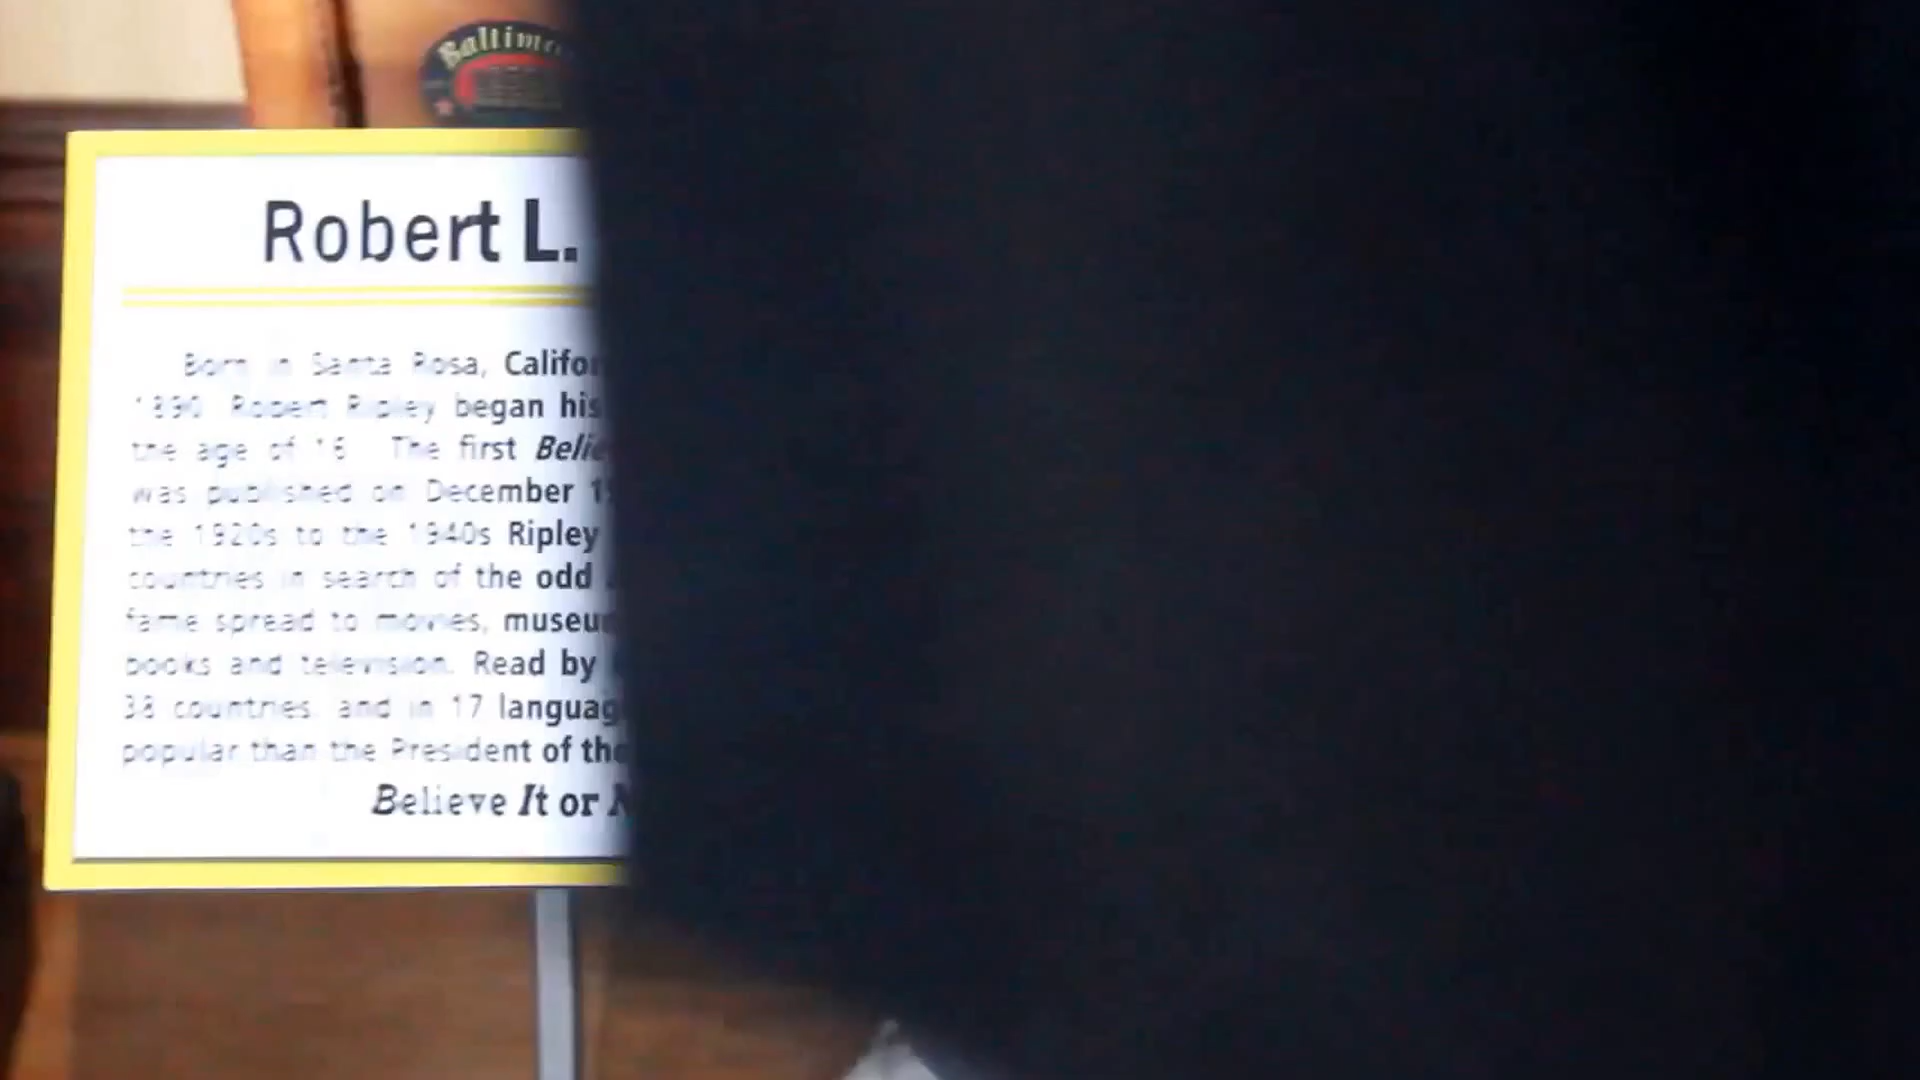 Baltimo
Robert L.
Born in Santa Rosa, Califor
1890 Robert Ripley began his
the age of 16 The first Belie
was published on December 19
the 1920s to the 1940s Ripley
countries in search of the odd
fame spread to movies, museu
books and television. Read by
38 countries, and in 17 languag
popular than the President of the
Believe It or N